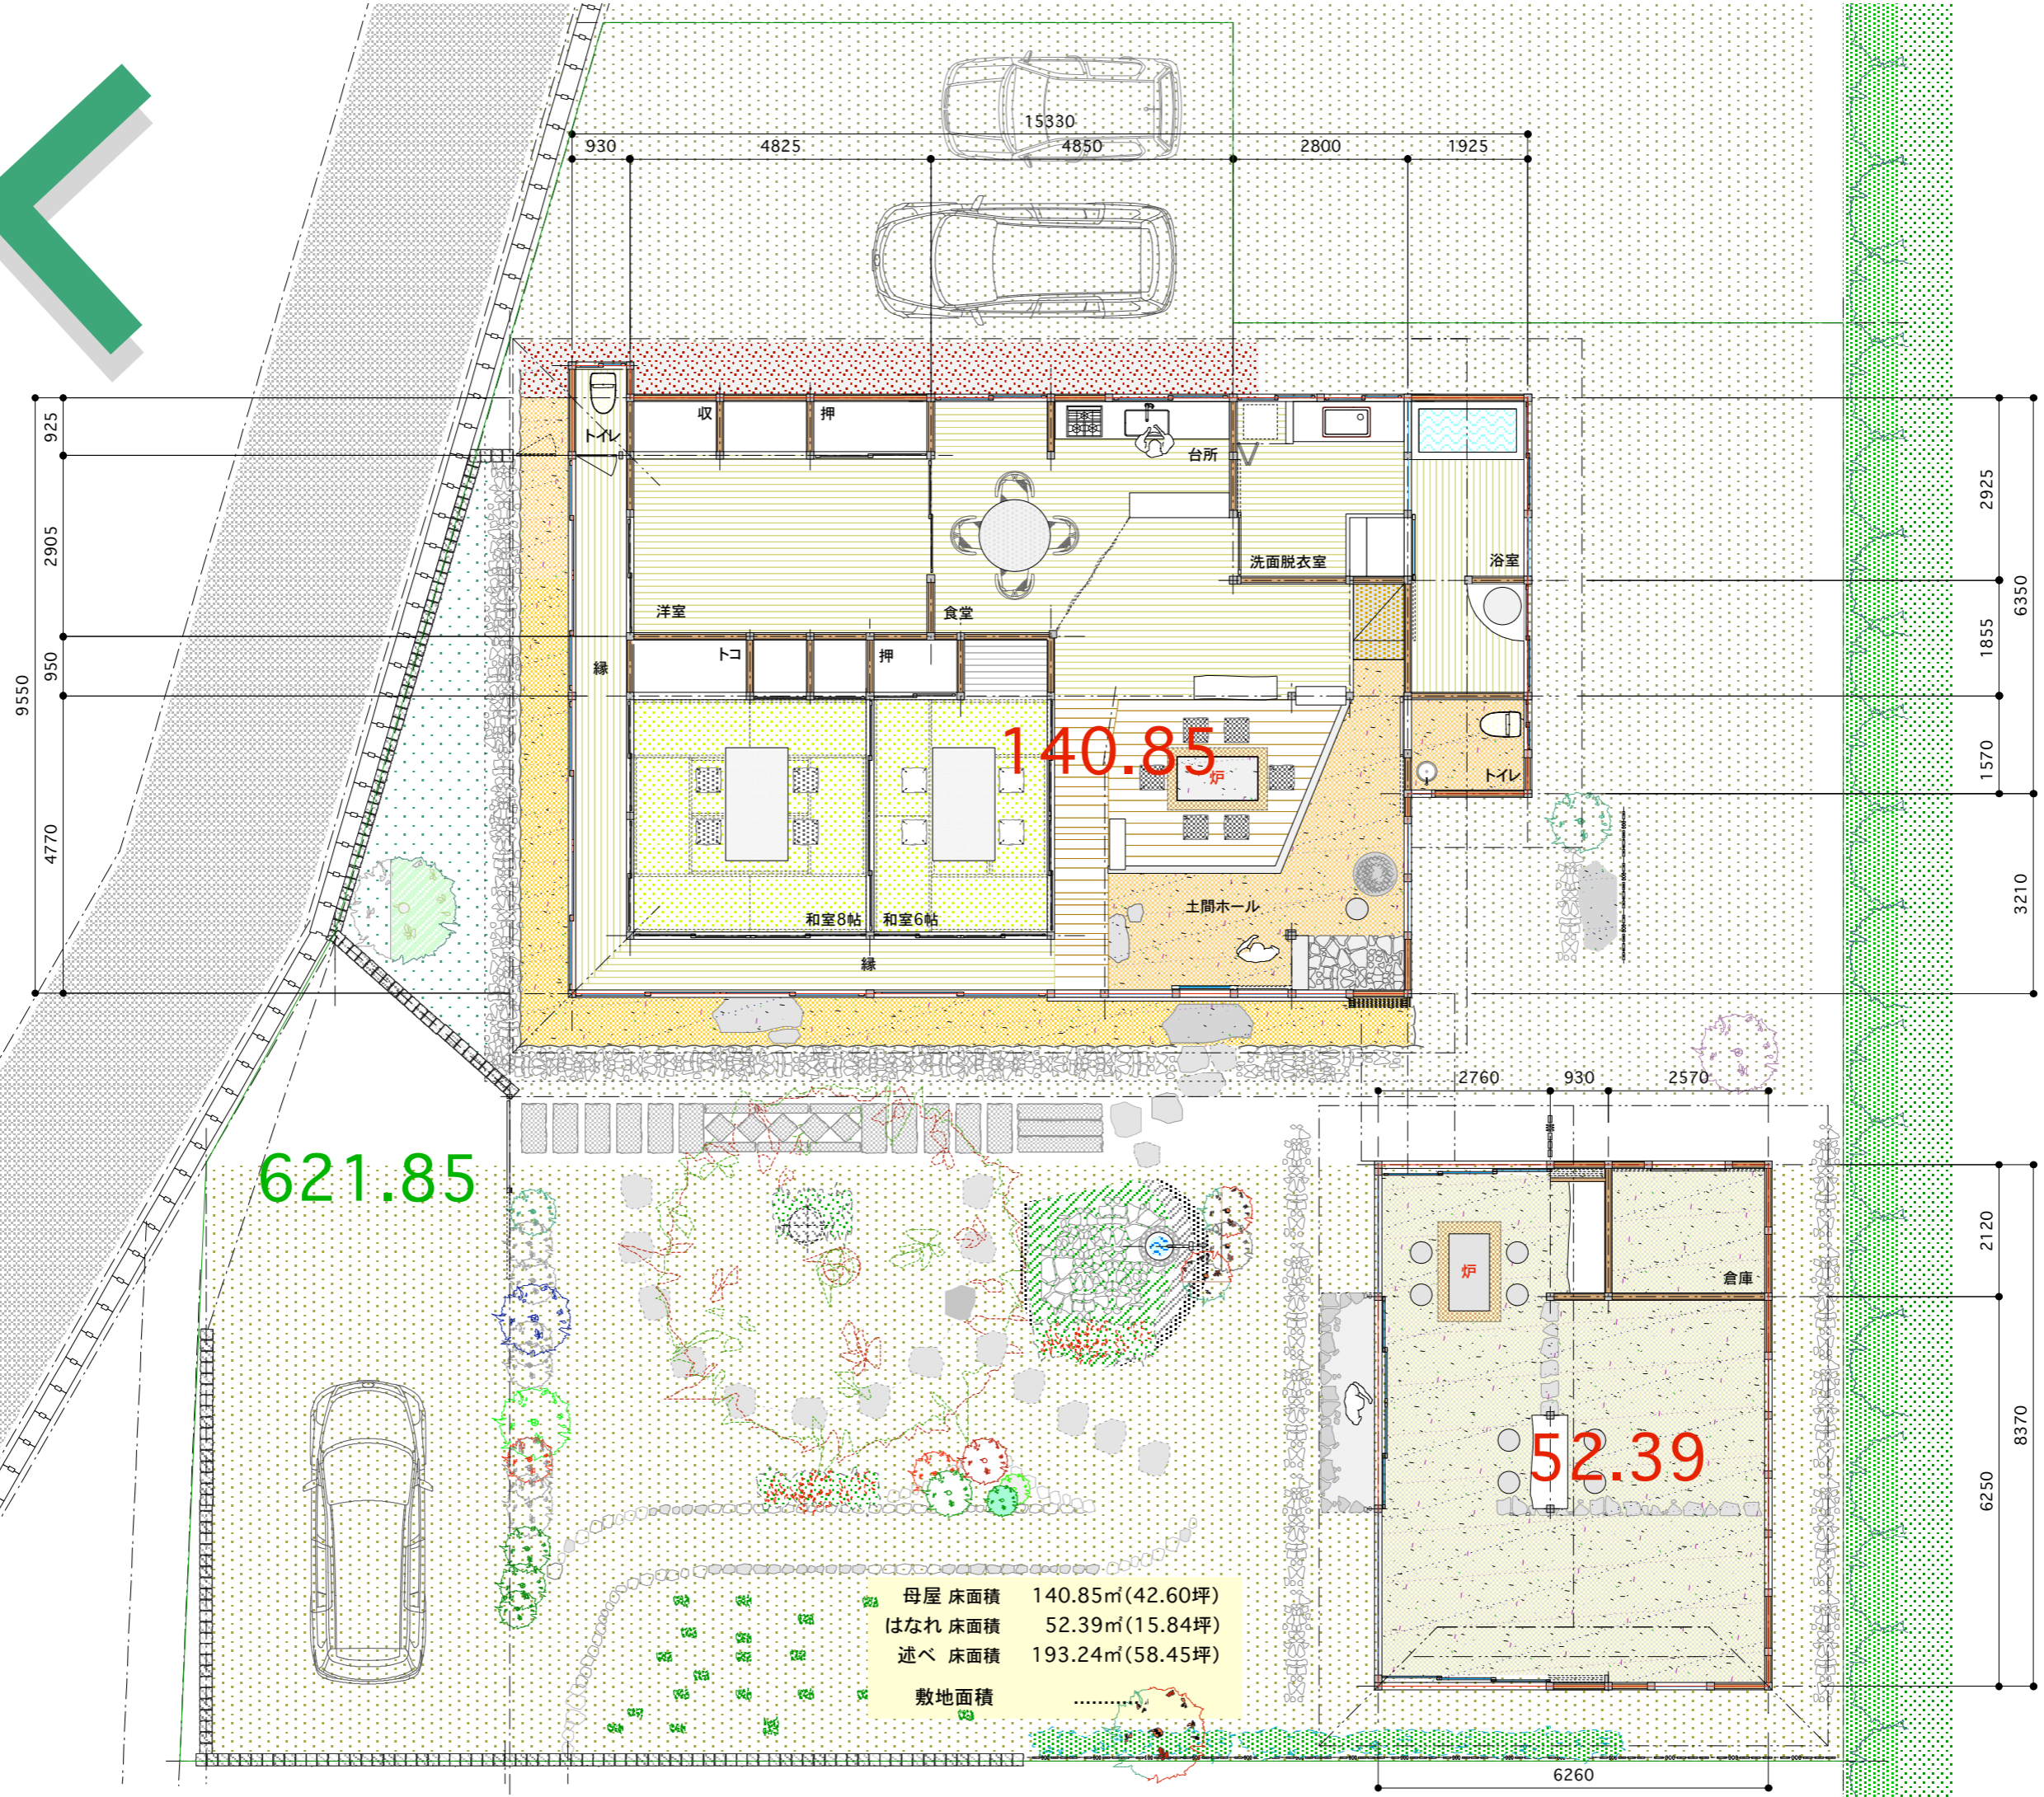 15330
930 4825 4850 2800 1925
925
2905
950
9550
4770
2925
6350
1855
1570
3210
トイレ
収
押
台所
洗面脱衣室
浴室
洋室
食堂
縁
トコ
押
140.85
炉
トイレ
和室8帖
和室6帖
土間ホール
縁
2760 930 2570
621.85
2120
8370
6250
炉
倉庫
52.39
母屋 床面積 140.85㎡(42.60坪)
はなれ 床面積 52.39㎡(15.84坪)
述べ 床面積 193.24㎡(58.45坪)
敷地面積 ............
6260